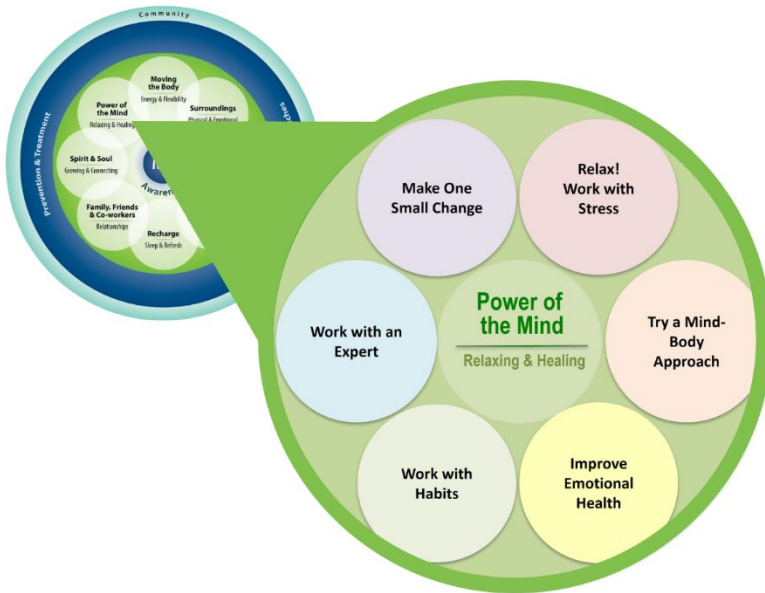 Community
Prevention & Treatment
Moving
the Body
Energy & Flexibility
Power of
the Mind
Relaxing & Healing
Surroundings
Physical & Emotional
Spirit & Soul
Growing & Connecting
Family, Friends
& Co-workers
Relationships
Recharge
Sleep & Refresh
Make One
Small Change
Relax!
Work with
Stress
Work with an
Expert
Power of
the Mind
Relaxing & Healing
Try a Mind-
Body
Approach
Work with
Habits
Improve
Emotional
Health